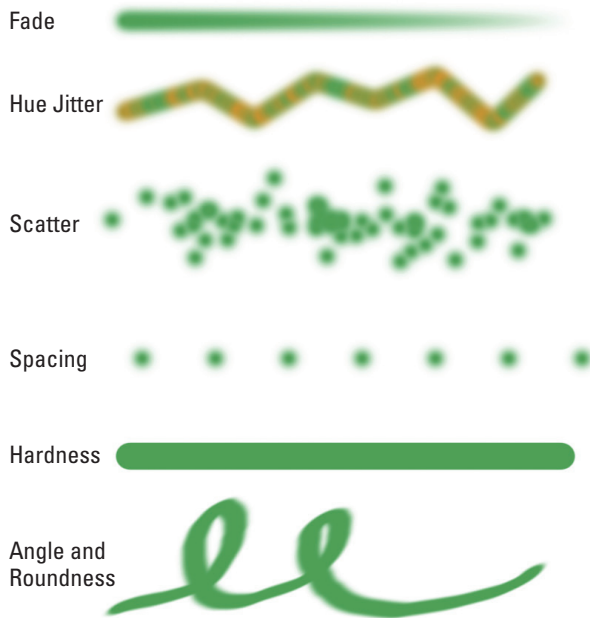 Fade
Hue Jitter
Scatter
Spacing
Hardness
Angle and
Roundness